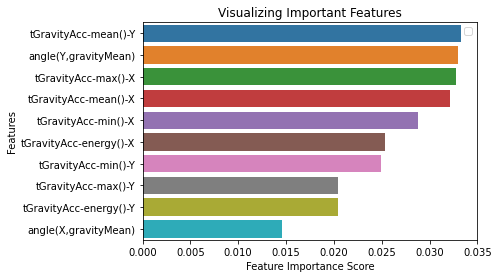 Visualizing Important Features
tGravityAcc-mean()-Y
angle(Y,gravityMean)
tGravityAcc-max()-X
tGravityAcc-mean()-X
tGravityAcc-min()-X
tGravityAcc-energy()-X
tGravityAcc-min()-Y
tGravityAcc-max()-Y
tGravityAcc-energy()-Y
angle(X,gravityMean)
Features
0.000 0.005 0.010 0.015 0.020 0.025 0.030 0.035
Feature Importance Score